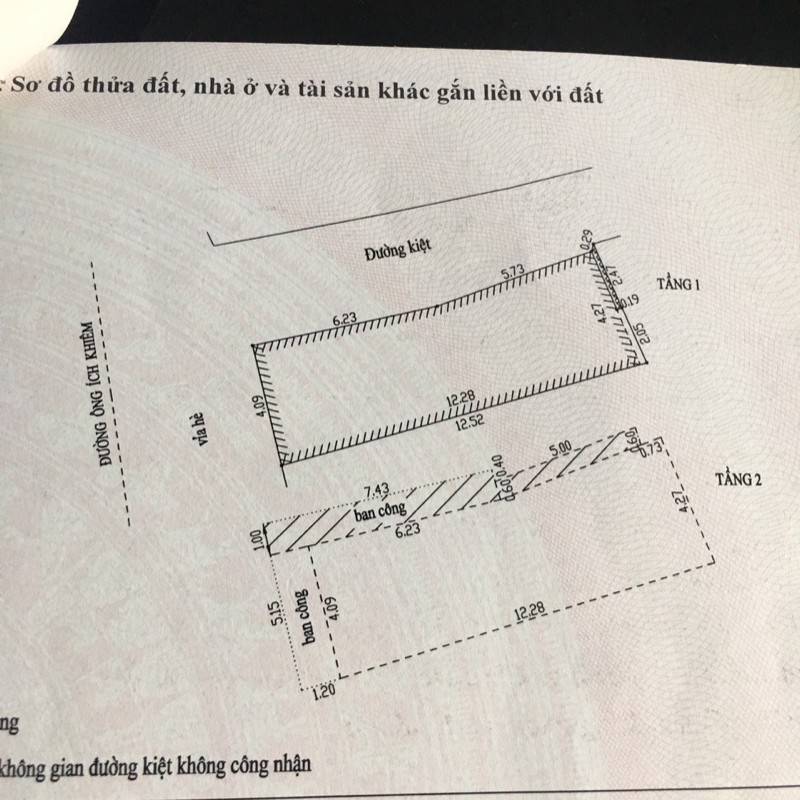 Sơ đồ thửa đất, nhà ở và tài sản khác gắn liền với đất
Đường kiệt
0.29
5.73
2.47
TẦNG 1
6.23
4.27
0.19
2.05
ĐƯỜNG ÔNG ÍCH KHIÊM
vỉa hè
4.09
12.28
12.52
5.00
0.60
0.73
TẦNG 2
7.43
0.40
0.60
ban công
6.23
4.27
1.00
5.15
ban công
4.09
12.28
1.20
ng
không gian đường kiệt không công nhận